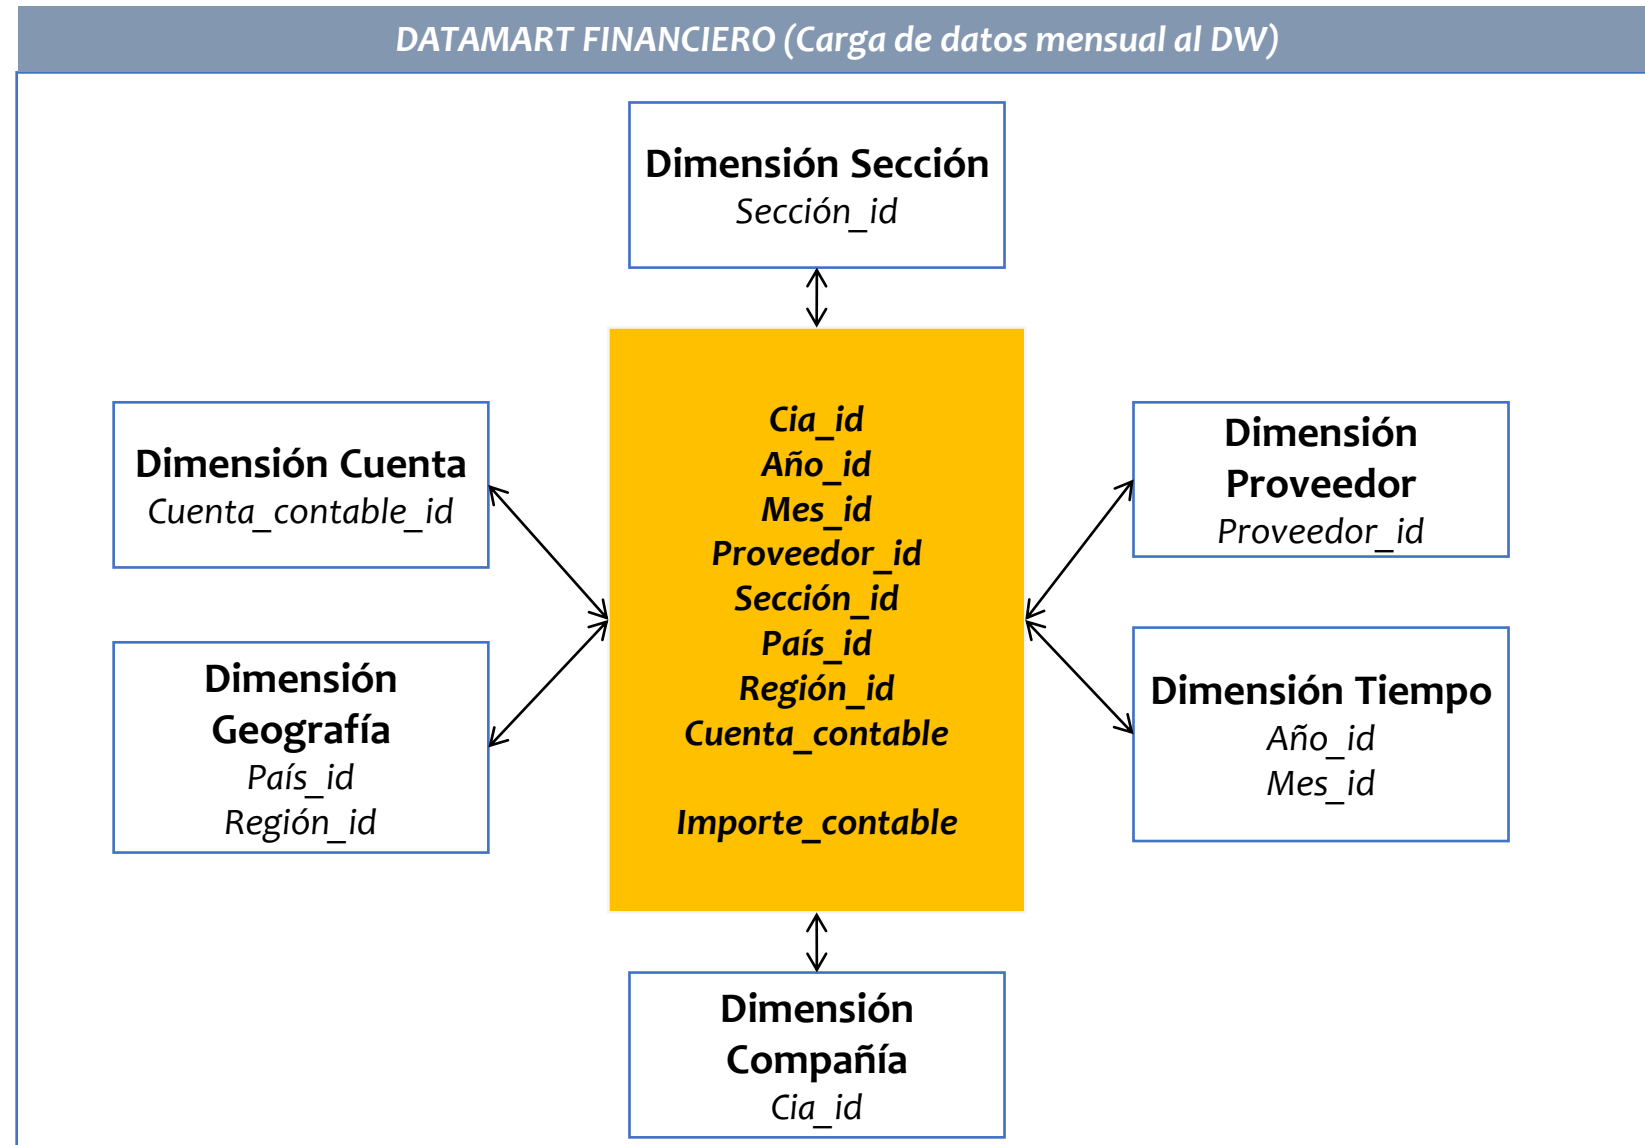 DATAMART FINANCIERO (Carga de datos mensual al DW)
Dimensión Sección
Sección_id
Dimensión Cuenta
Cuenta_contable_id
Dimensión
Geografía
País_id
Región_id
Cia_id
Año_id
Mes_id
Proveedor_id
Sección_id
País_id
Región_id
Cuenta_contable
Importe_contable
Dimensión
Proveedor
Proveedor_id
Dimensión Tiempo
Año_id
Mes_id
Dimensión
Compañía
Cia_id